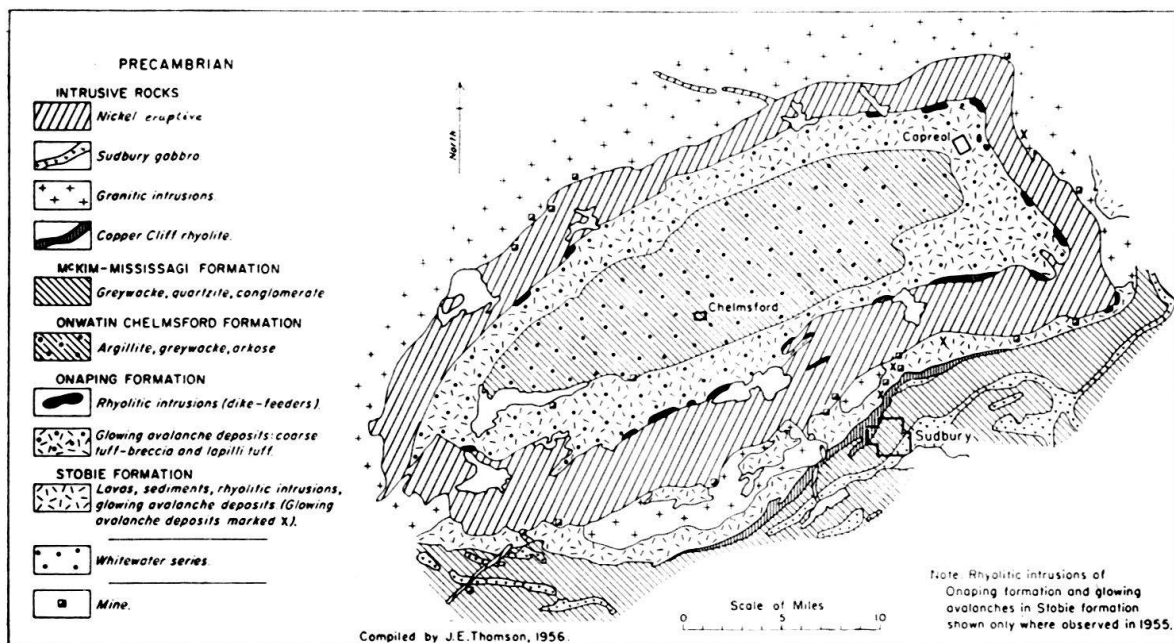 PRECAMBRIAN
INTRUSIVE ROCKS
Nickel eruptive
Sudbury gabbro
Granitic intrusions.
Copper Cliff rhyolite.
McKIM-MISSISSAGI FORMATION
Greywacke, quartzite, conglomerate
ONWATIN CHELMSFORD FORMATION
Argillite, greywacke, arkose
ONAPING FORMATION
Rhyolitic intrusions (dike-feeders).
Glowing avalanche deposits: coarse
tuff-breccia and lapilli tuff.
STOBIE FORMATION
Lavas, sediments, rhyolitic intrusions,
glowing avalanche deposits. (Glowing
avalanche deposits marked X).
Whitewater series.
Mine.
North
Capreol
Chelmsford
Sudbury
Compiled by J.E.Thomson, 1956.
Scale of Miles
0 5 10
Note: Rhyolitic intrusions of
Onaping formation and glowing
avalanches in Stobie formation
shown only where observed in 1955.